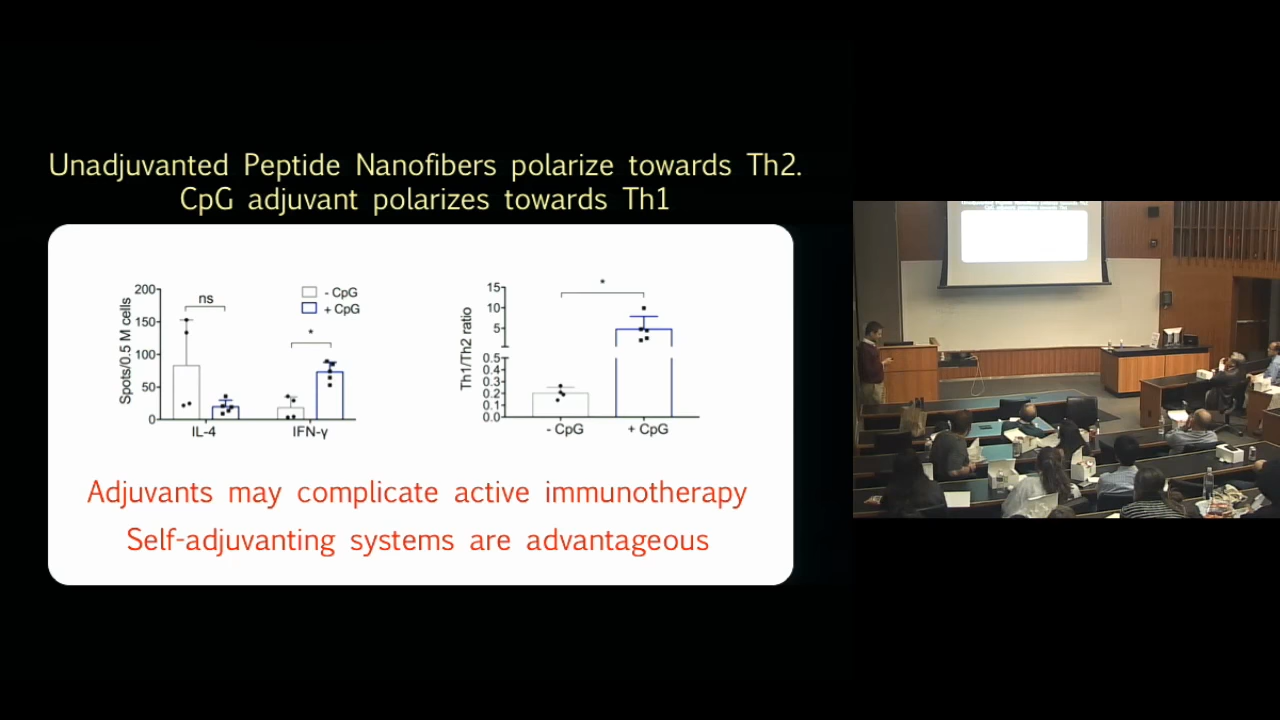 Unadjuvanted Peptide Nanofibers polarize towards Th2.
CpG adjuvant polarizes towards Th1
Spots/0.5 M cells
200
150
100
50
0
ns
*
- CpG
+ CpG
IL-4
IFN-γ
Th1/Th2 ratio
15
10
5
0.5
0.4
0.3
0.2
0.1
0.0
*
- CpG
+ CpG
Adjuvants may complicate active immunotherapy
Self-adjuvanting systems are advantageous